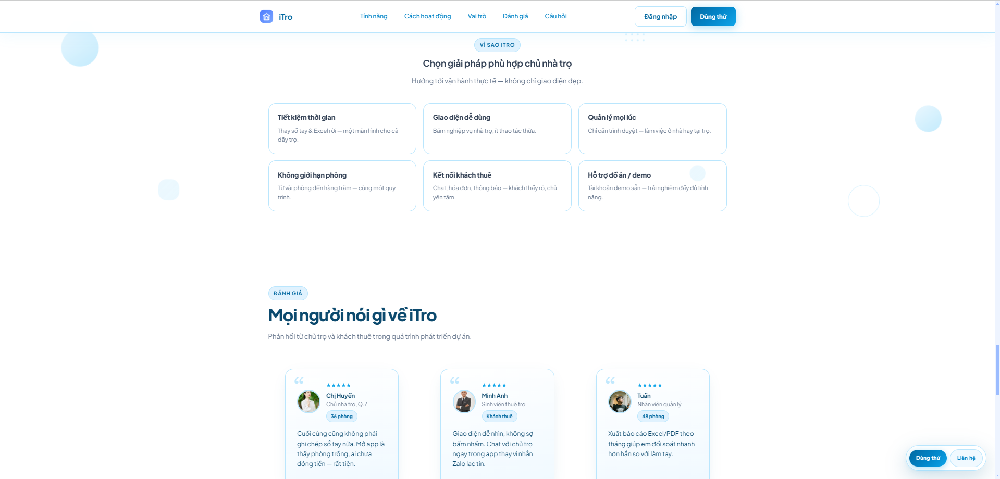 iTro
Tính năng
Cách hoạt động
Vai trò
Đánh giá
Câu hỏi
Đăng nhập
Dùng thử
VÌ SAO ITRO
Chọn giải pháp phù hợp chủ nhà trọ
Hướng tới vận hành thực tế — không chỉ giao diện đẹp.
Tiết kiệm thời gian
Thay sổ tay & Excel rời — một màn hình cho cả
dãy trọ.
Giao diện dễ dùng
Bám nghiệp vụ nhà trọ, ít thao tác thừa.
Quản lý mọi lúc
Chỉ cần trình duyệt — làm việc ở nhà hay tại trọ.
Không giới hạn phòng
Từ vài phòng đến hàng trăm — cùng một quy
trình.
Kết nối khách thuê
Chat, hóa đơn, thông báo — khách thấy rõ, chủ
yên tâm.
Hỗ trợ đồ án / demo
Tài khoản demo sẵn — trải nghiệm đầy đủ tính
năng.
ĐÁNH GIÁ
Mọi người nói gì về iTro
Phản hồi từ chủ trọ và khách thuê trong quá trình phát triển dự án.
“
★★★★★
Chị Huyền
Chủ nhà trọ, Q.7
36 phòng
Cuối cùng cũng không phải
ghi chép sổ tay nữa. Mở app là
thấy phòng trống, ai chưa
đóng tiền — rất tiện.
“
★★★★★
Minh Anh
Sinh viên thuê trọ
Khách thuê
Giao diện dễ nhìn, không sợ
bấm nhầm. Chat với chủ trọ
ngay trong app thay vì nhắn
Zalo lạc tin.
“
★★★★★
Tuấn
Nhân viên quản lý
48 phòng
Xuất báo cáo Excel/PDF theo
tháng giúp em đối soát nhanh
hơn hẳn so với làm tay.
Dùng thử
Liên hệ